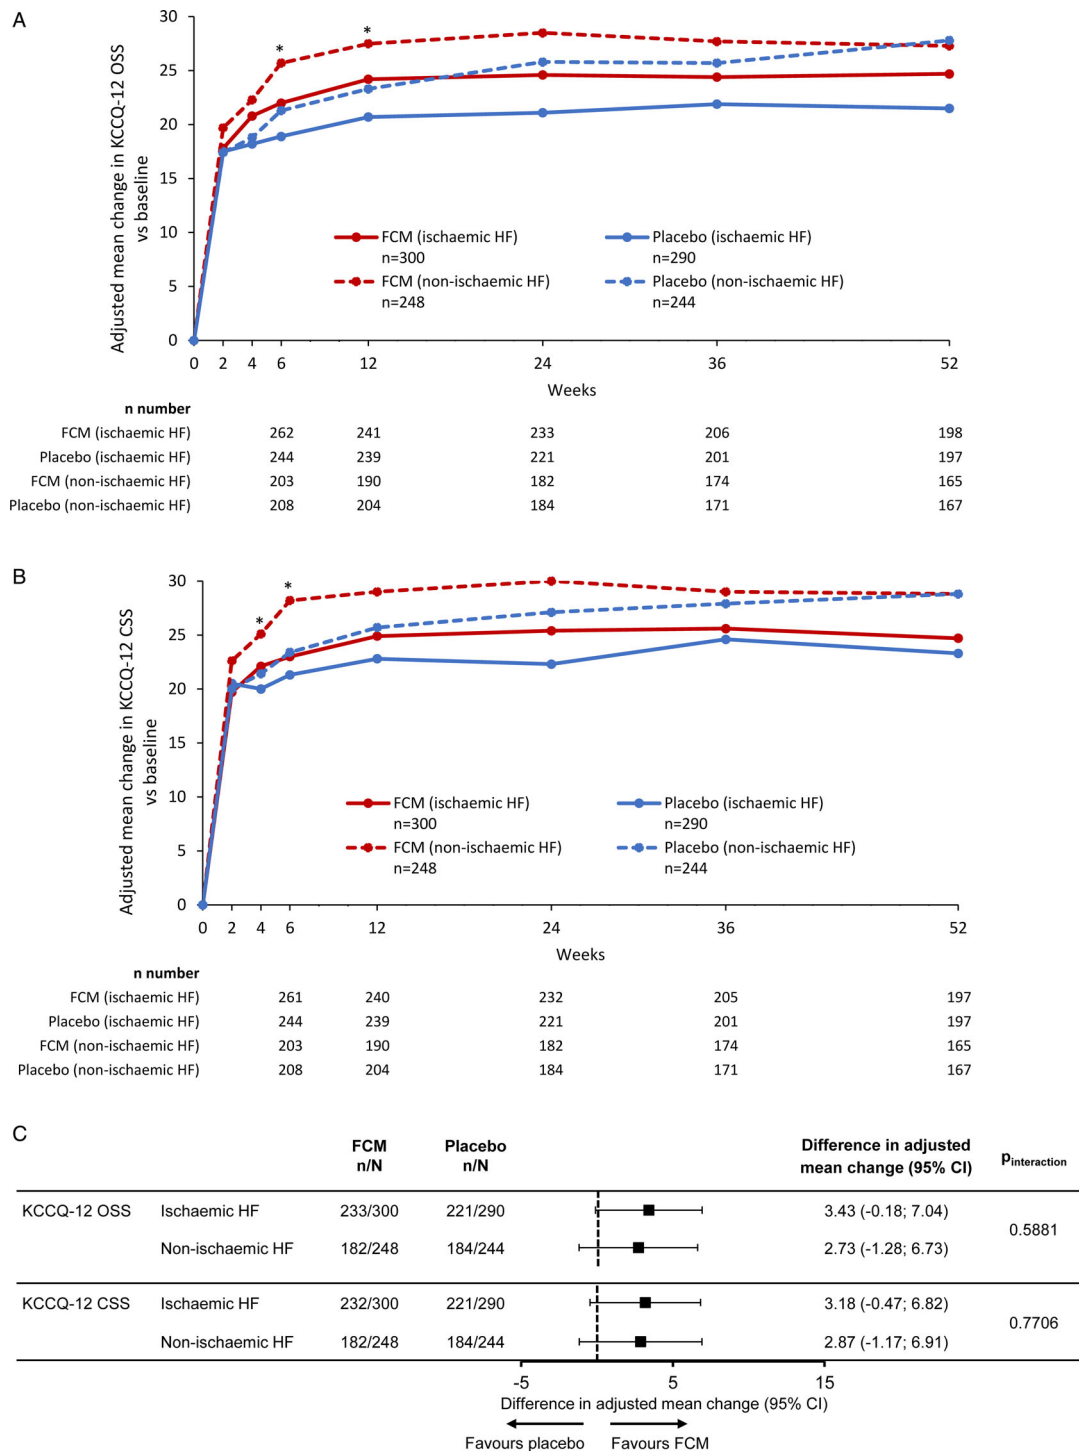 A
Adjusted mean change in KCCQ-12 OSS
vs baseline
30
25
20
15
10
5
0
*
*
FCM (ischaemic HF)
n=300
Placebo (ischaemic HF)
n=290
FCM (non-ischaemic HF)
n=248
Placebo (non-ischaemic HF)
n=244
0 2 4 6 12 24 36 52
Weeks
n number
FCM (ischaemic HF) 262 241 233 206 198
Placebo (ischaemic HF) 244 239 221 201 197
FCM (non-ischaemic HF) 203 190 182 174 165
Placebo (non-ischaemic HF) 208 204 184 171 167
B
Adjusted mean change in KCCQ-12 CSS
vs baseline
30
25
20
15
10
5
0
*
*
FCM (ischaemic HF)
n=300
Placebo (ischaemic HF)
n=290
FCM (non-ischaemic HF)
n=248
Placebo (non-ischaemic HF)
n=244
0 2 4 6 12 24 36 52
Weeks
n number
FCM (ischaemic HF) 261 240 232 205 197
Placebo (ischaemic HF) 244 239 221 201 197
FCM (non-ischaemic HF) 203 190 182 174 165
Placebo (non-ischaemic HF) 208 204 184 171 167
C
FCM Placebo Difference in adjusted
n/N n/N mean change (95% CI) pinteraction
KCCQ-12 OSS Ischaemic HF 233/300 221/290 3.43 (-0.18; 7.04)
0.5881
Non-ischaemic HF 182/248 184/244 2.73 (-1.28; 6.73)
KCCQ-12 CSS Ischaemic HF 232/300 221/290 3.18 (-0.47; 6.82)
0.7706
Non-ischaemic HF 182/248 184/244 2.87 (-1.17; 6.91)
-5 5 15
Difference in adjusted mean change (95% CI)
Favours placebo Favours FCM